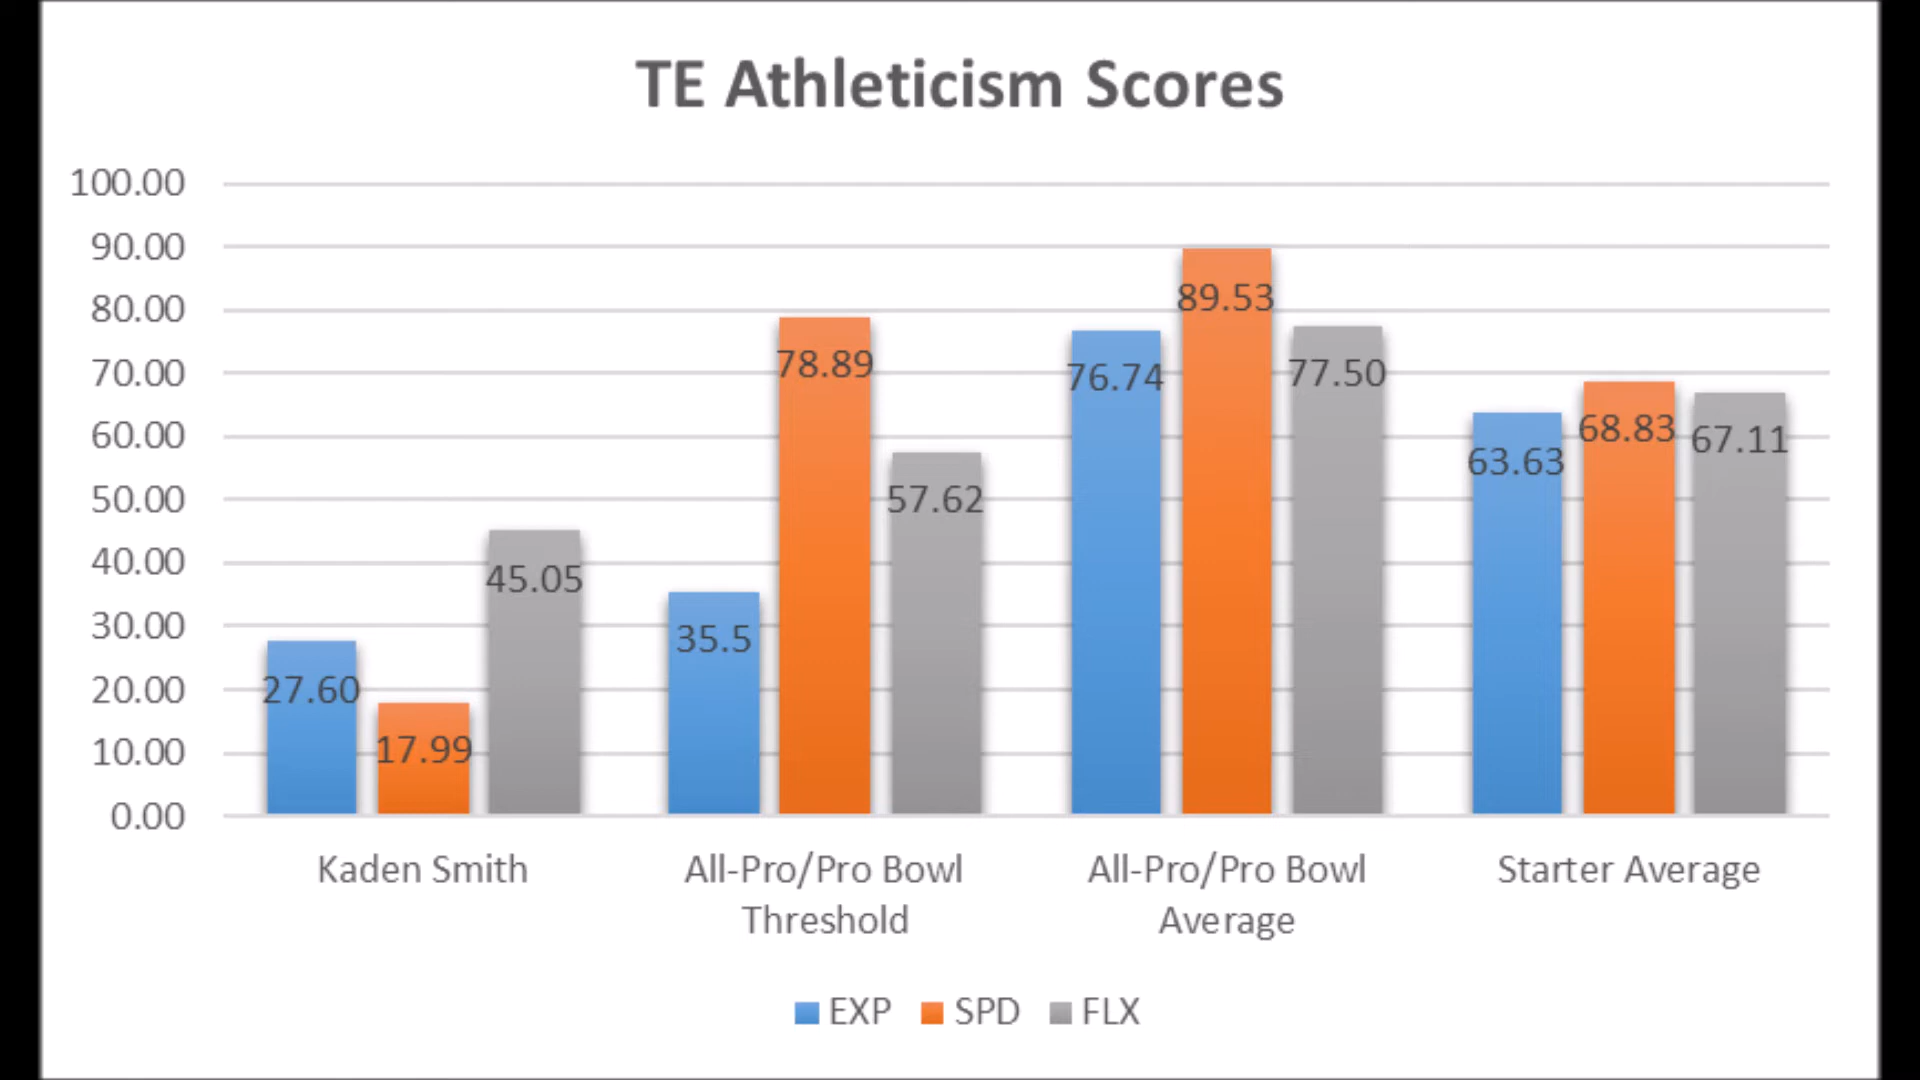 TE Athleticism Scores
100.00
90.00
80.00
70.00
60.00
50.00
40.00
30.00
20.00
10.00
0.00
27.60
17.99
45.05
35.5
78.89
57.62
76.74
89.53
77.50
63.63
68.83
67.11
Kaden Smith
All-Pro/Pro Bowl
Threshold
All-Pro/Pro Bowl
Average
Starter Average
EXP SPD FLX